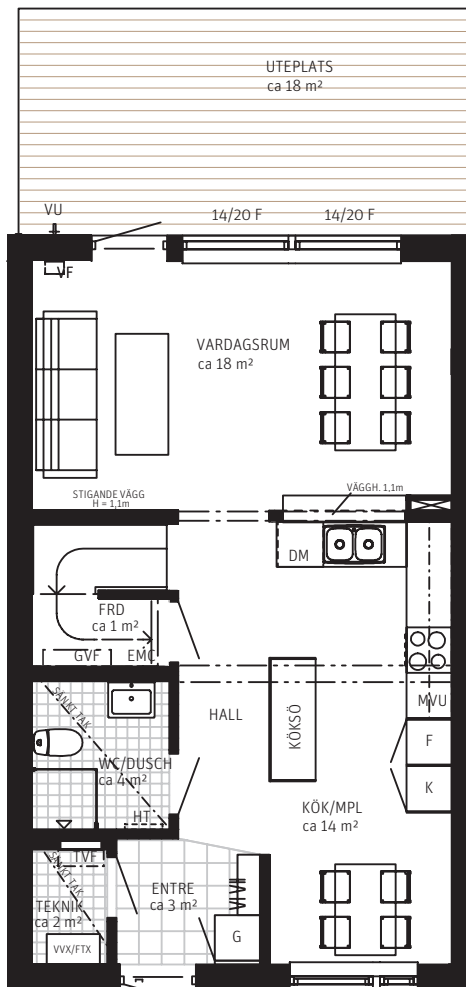 UTEPLATS
ca 18 m²
VU
14/20 F
14/20 F
VF
VARDAGSRUM
ca 18 m²
STIGANDE VÄGG
H = 1,1m
VÄGGH. 1,1m
DM
FRD
ca 1 m²
GVF
EMC
MVU
SÄNKT TAK
HALL
KÖKSÖ
F
WC/DUSCH
ca 4 m²
K
KÖK/MPL
ca 14 m²
HT
TVF
SÄNKT TAK
ENTRE
ca 3 m²
TEKNIK
ca 2 m²
G
VVX/FTX